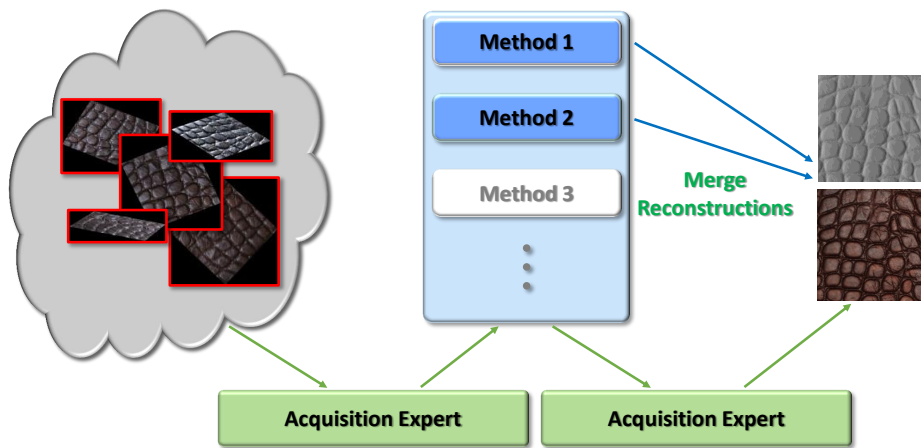 Method 1
Method 2
Method 3
Merge
Reconstructions
Acquisition Expert
Acquisition Expert